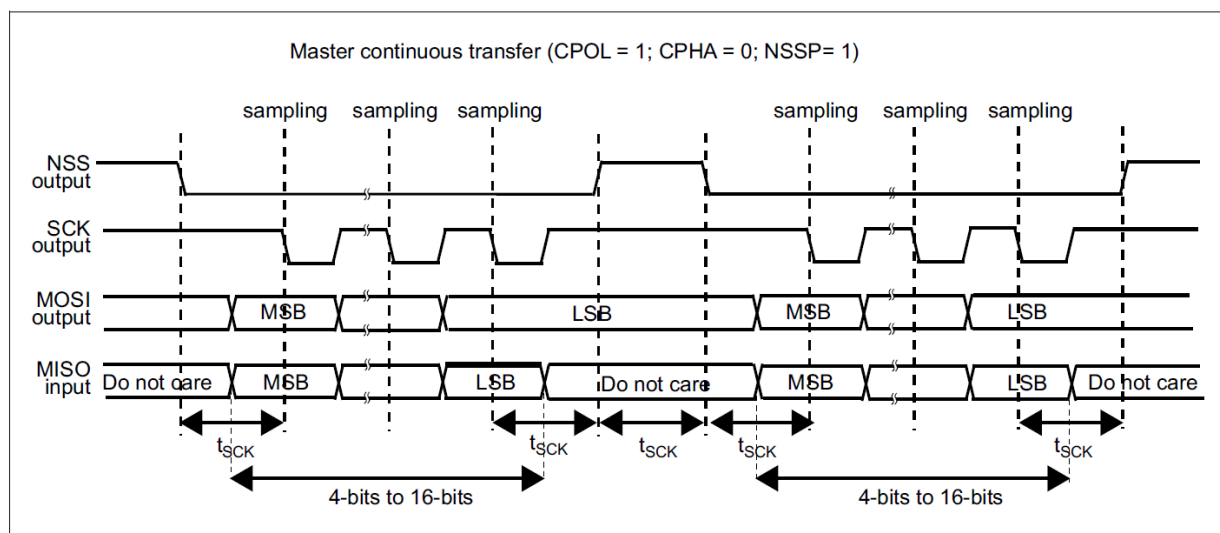 Master continuous transfer (CPOL = 1; CPHA = 0; NSSP= 1)
sampling sampling sampling sampling sampling sampling
NSS
output
SCK
output
MOSI
output
MSB LSB MSB LSB
MISO
input
Do not care MSB LSB Do not care MSB LSB Do not care
tSCK tSCK tSCK tSCK tSCK
4-bits to 16-bits 4-bits to 16-bits